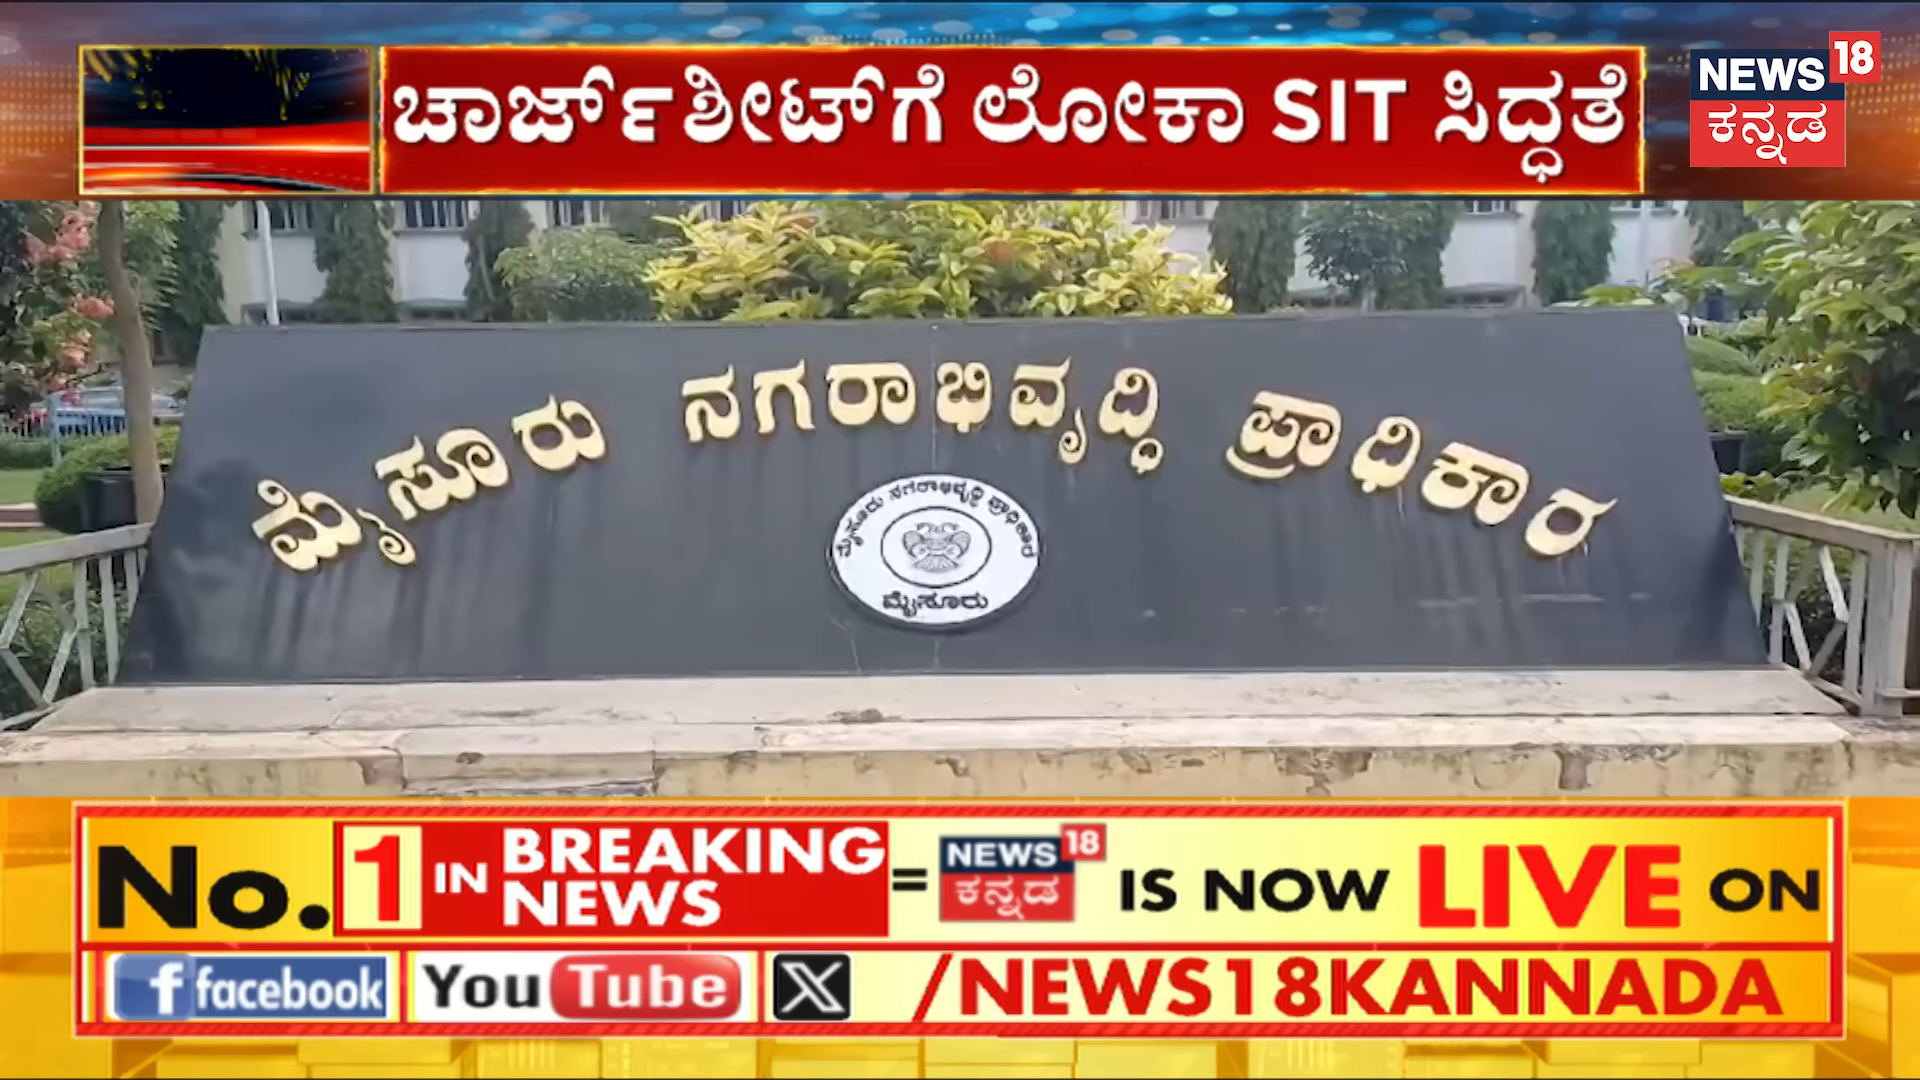 ಚಾರ್ಜ್‌೯ಶೀಟ್‌ಗೆ ಲೋಕಾ SIT ಸಿದ್ಧತೆ
NEWS 18
ಕನ್ನಡ
ಮೈಸೂರು ನಗರಾಭಿವೃದ್ಧಿ ಪ್ರಾಧಿಕಾರ
ಮೈಸೂರು ನಗರಾಭಿವೃದ್ಧಿ ಪ್ರಾಧಿಕಾರ
ಮೈಸೂರು
No. 1 IN BREAKING NEWS = NEWS 18 ಕನ್ನಡ IS NOW LIVE ON
facebook YouTube X /NEWS18KANNADA